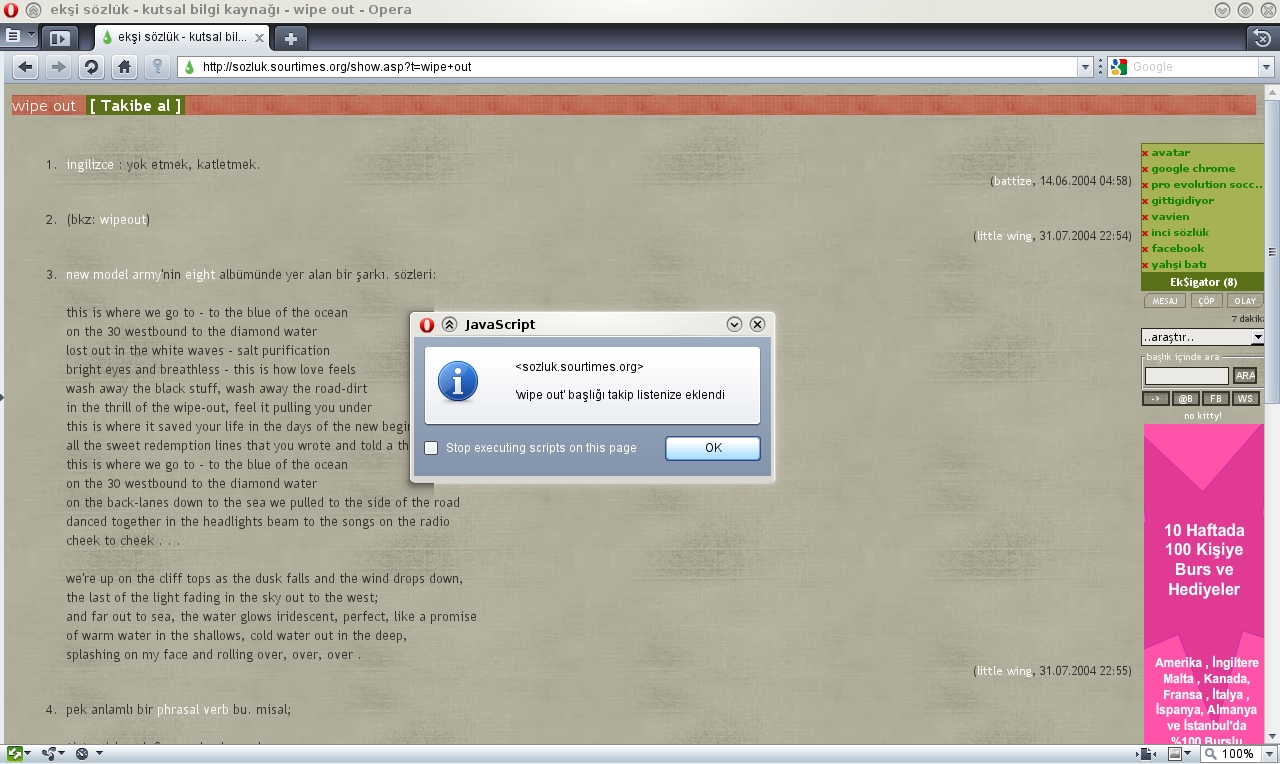 ekşi sözlük - kutsal bilgi kaynağı - wipe out - Opera
ekşi sözlük - kutsal bil...
http://sozluk.sourtimes.org/show.asp?t=wipe+out
Google
wipe out [ Takibe al ]
1. ingilizce : yok etmek, katletmek.
(battize, 14.06.2004 04:58)
2. (bkz: wipeout)
(little wing, 31.07.2004 22:54)
3. new model army'nin eight albümünde yer alan bir şarkı. sözleri:
this is where we go to - to the blue of the ocean
on the 30 westbound to the diamond water
lost out in the white waves - salt purification
bright eyes and breathless - this is how love feels
wash away the black stuff, wash away the road-dirt
in the thrill of the wipe-out, feel it pulling you under
this is where it saved your life in the days of the new begin
all the sweet redemption lines that you wrote and told a th
this is where we go to - to the blue of the ocean
on the 30 westbound to the diamond water
on the back-lanes down to the sea we pulled to the side of the road
danced together in the headlights beam to the songs on the radio
cheek to cheek . . .
we're up on the cliff tops as the dusk falls and the wind drops down,
the last of the light fading in the sky out to the west;
and far out to sea, the water glows iridescent, perfect, like a promise
of warm water in the shallows, cold water out in the deep,
splashing on my face and rolling over, over, over .
(little wing, 31.07.2004 22:55)
4. pek anlamlı bir phrasal verb bu. misal;
JavaScript
<sozluk.sourtimes.org>
'wipe out' başlığı takip listenize eklendi
Stop executing scripts on this page
OK
x avatar
x google chrome
x pro evolution socc..
x gittigidiyor
x vavien
x inci sözlük
x facebook
x yahşi batı
Ek$igator (8)
MESAJ ÇÖP OLAY
7 dakika
..araştır..
başlık içinde ara
ARA
-> @B FB WS
no kitty!
10 Haftada
100 Kişiye
Burs ve
Hediyeler
Amerika , İngiltere
Malta , Kanada,
Fransa , İtalya ,
İspanya, Almanya
ve İstanbul'da
%100 Burslu
100%